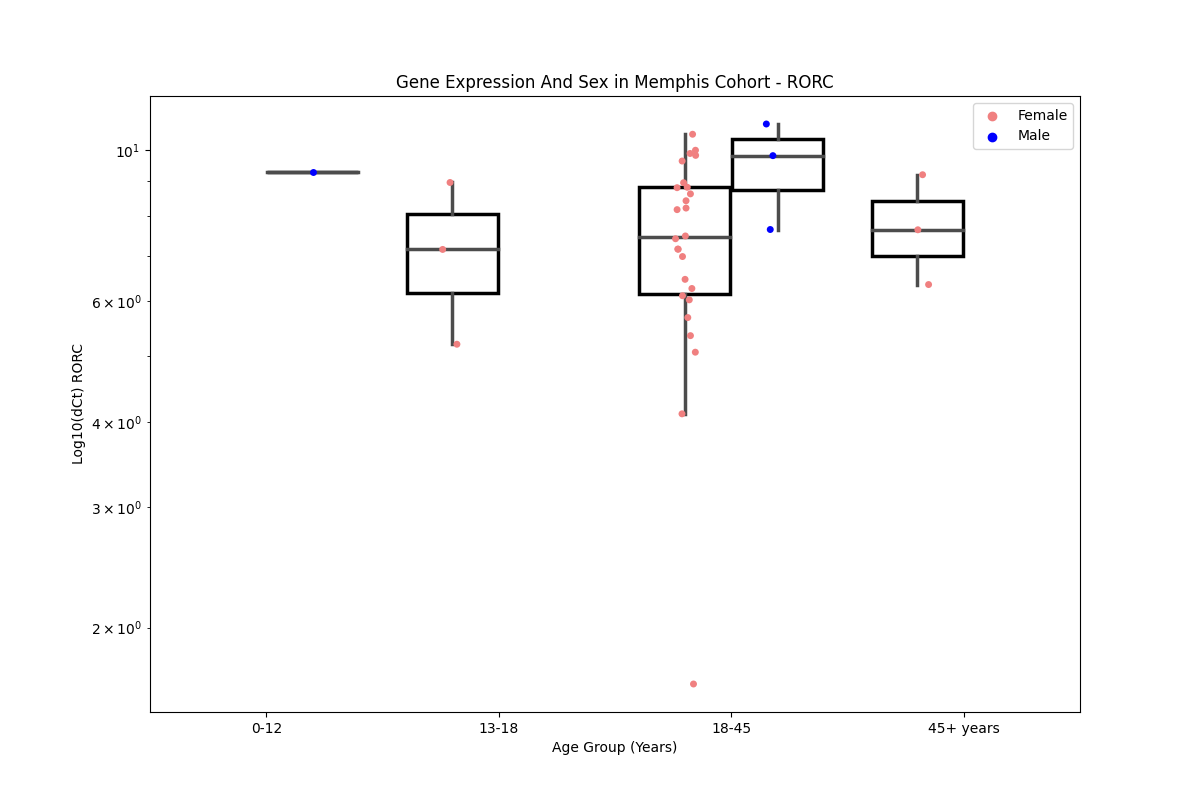 Gene Expression And Sex in Memphis Cohort - RORC
Female
Male
10¹
6 × 10⁰
4 × 10⁰
3 × 10⁰
2 × 10⁰
Log10(dCt) RORC
0-12
13-18
18-45
45+ years
Age Group (Years)